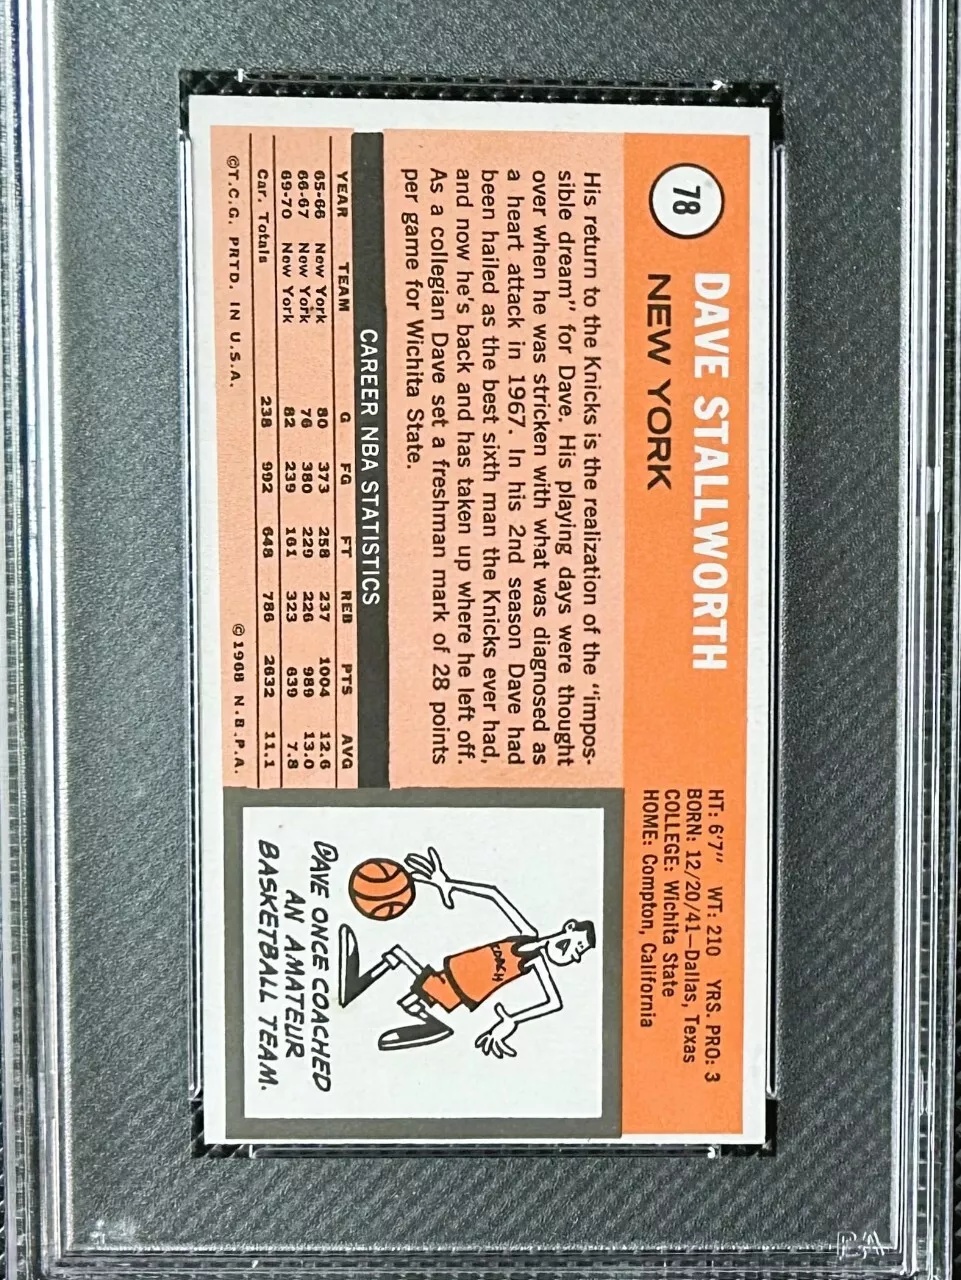 78
DAVE STALLWORTH
NEW YORK
HT: 6'7" WT: 210 YRS. PRO: 3
BORN: 12/20/41—Dallas, Texas
COLLEGE: Wichita State
HOME: Compton, California
His return to the Knicks is the realization of the "impos-
sible dream" for Dave. His playing days were thought
over when he was stricken with what was diagnosed as
a heart attack in 1967. In his 2nd season Dave had
been hailed as the best sixth man the Knicks ever had,
and now he's back and has taken up where he left off.
As a collegian Dave set a freshman mark of 28 points
per game for Wichita State.
CAREER NBA STATISTICS
YEAR TEAM G FG FT REB PTS AVG
65-66 New York 80 373 258 237 1004 12.6
66-67 New York 76 380 229 226 989 13.0
69-70 New York 82 239 161 323 639 7.8
Car. Totals 238 992 648 786 2632 11.1
©T.C.G. PRTD. IN U.S.A. ©1968 N.B.P.A.
COACH
DAVE ONCE COACHED
AN AMATEUR
BASKETBALL TEAM.